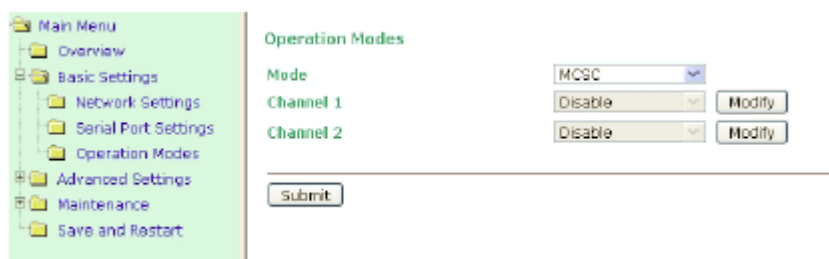 Main Menu
Overview
Basic Settings
Network Settings
Serial Port Settings
Operation Modes
Advanced Settings
Maintenance
Save and Restart
Operation Modes
Mode MCSC
Channel 1 Disable Modify
Channel 2 Disable Modify
Submit